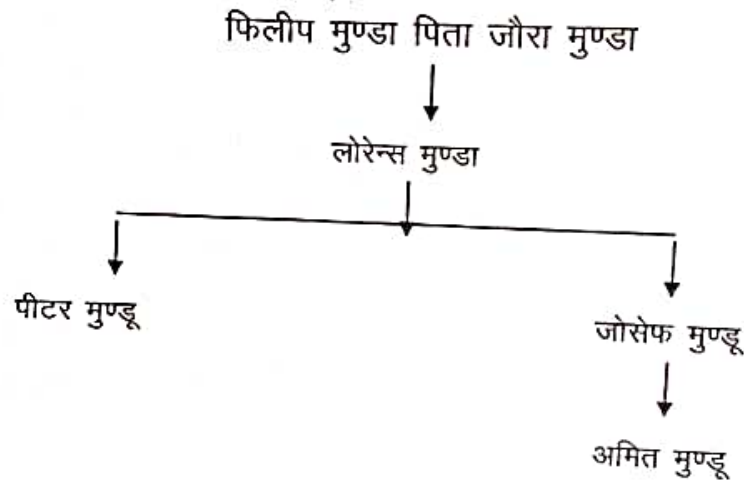 फिलीप मुण्डा पिता जौरा मुण्डा
लोरेन्स मुण्डा
पीटर मुण्डू
जोसेफ मुण्डू
अमित मुण्डू